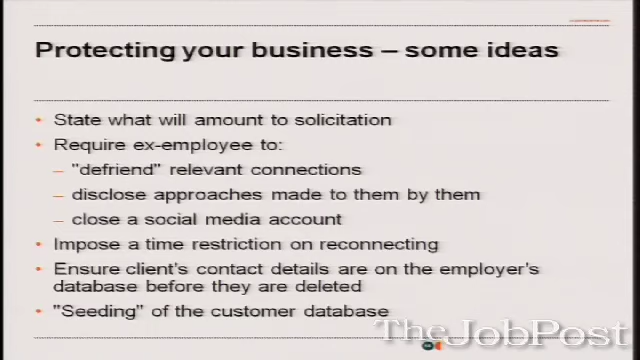 Protecting your business – some ideas
• State what will amount to solicitation
• Require ex-employee to:
– "defriend" relevant connections
– disclose approaches made to them by them
– close a social media account
• Impose a time restriction on reconnecting
• Ensure client's contact details are on the employer's
database before they are deleted
• "Seeding" of the customer database
TheJobPost